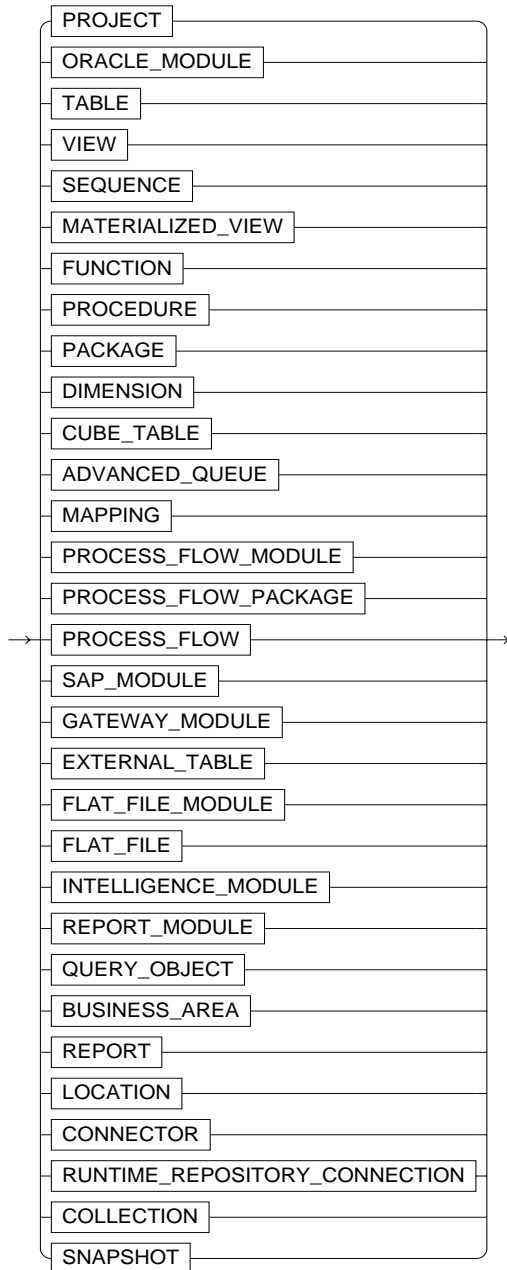 PROJECT
ORACLE_MODULE
TABLE
VIEW
SEQUENCE
MATERIALIZED_VIEW
FUNCTION
PROCEDURE
PACKAGE
DIMENSION
CUBE_TABLE
ADVANCED_QUEUE
MAPPING
PROCESS_FLOW_MODULE
PROCESS_FLOW_PACKAGE
PROCESS_FLOW
SAP_MODULE
GATEWAY_MODULE
EXTERNAL_TABLE
FLAT_FILE_MODULE
FLAT_FILE
INTELLIGENCE_MODULE
REPORT_MODULE
QUERY_OBJECT
BUSINESS_AREA
REPORT
LOCATION
CONNECTOR
RUNTIME_REPOSITORY_CONNECTION
COLLECTION
SNAPSHOT